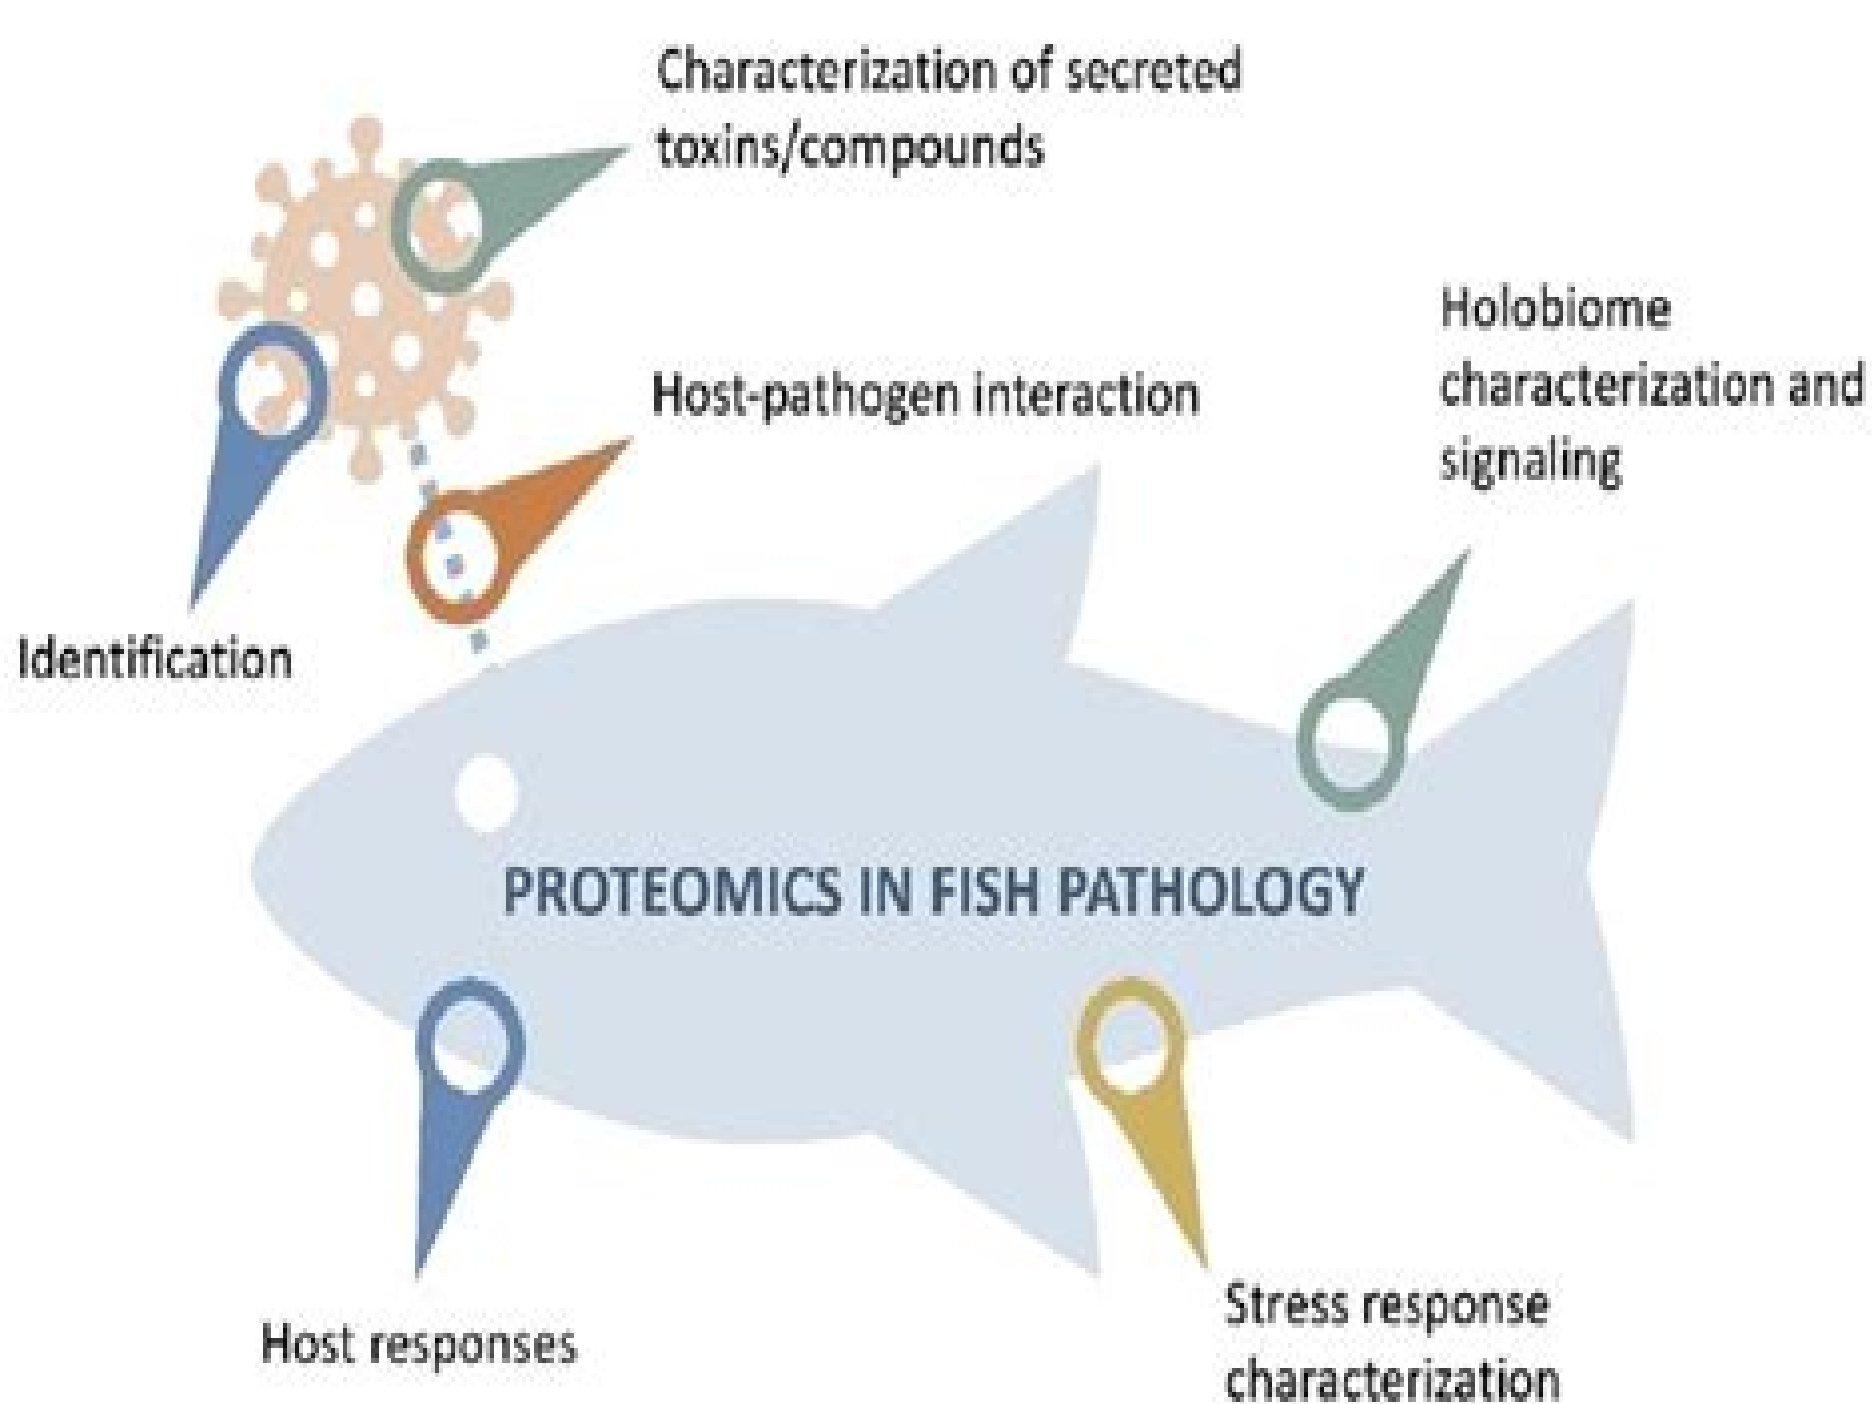 Characterization of secreted
toxins/compounds
Holobiome
characterization and
signaling
Host-pathogen interaction
Identification
PROTEOMICS IN FISH PATHOLOGY
Host responses
Stress response
characterization